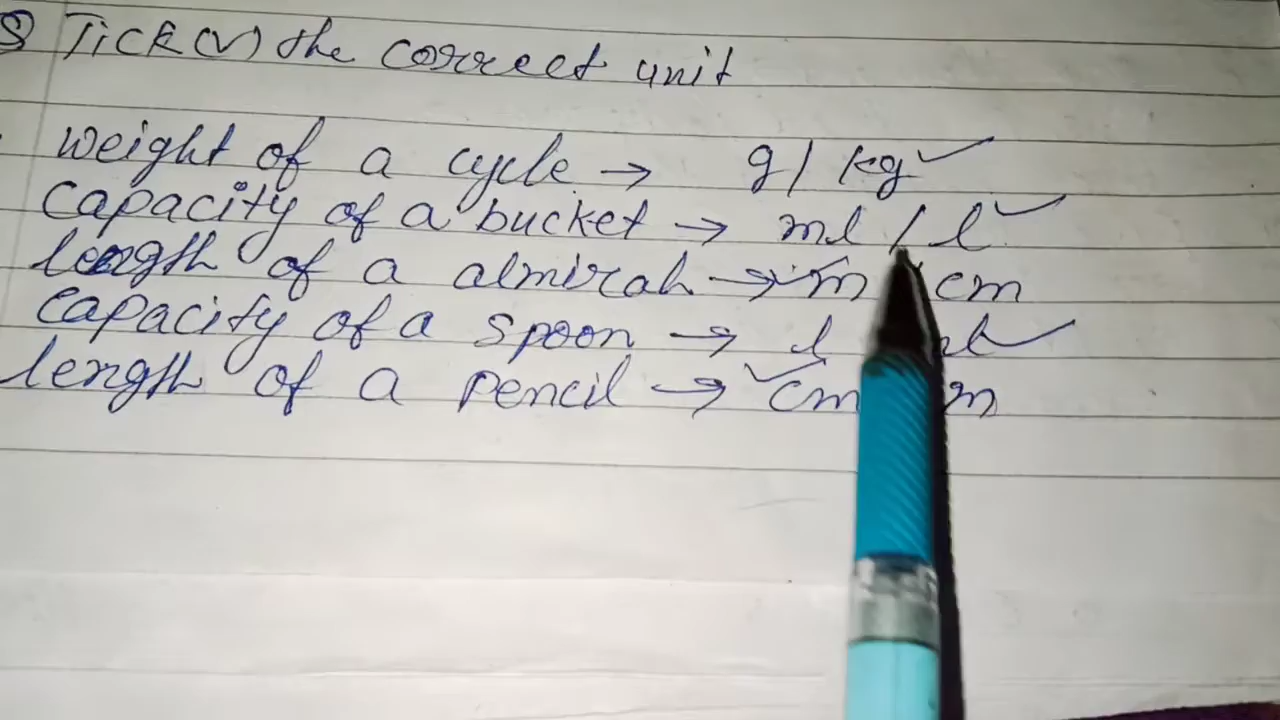 Tick (✓) the correct unit
weight of a cycle → g / kg ✓
capacity of a bucket → ml / l ✓
length of a almirah → ✓ m cm
capacity of a spoon → l ✓
length of a pencil → ✓ cm m